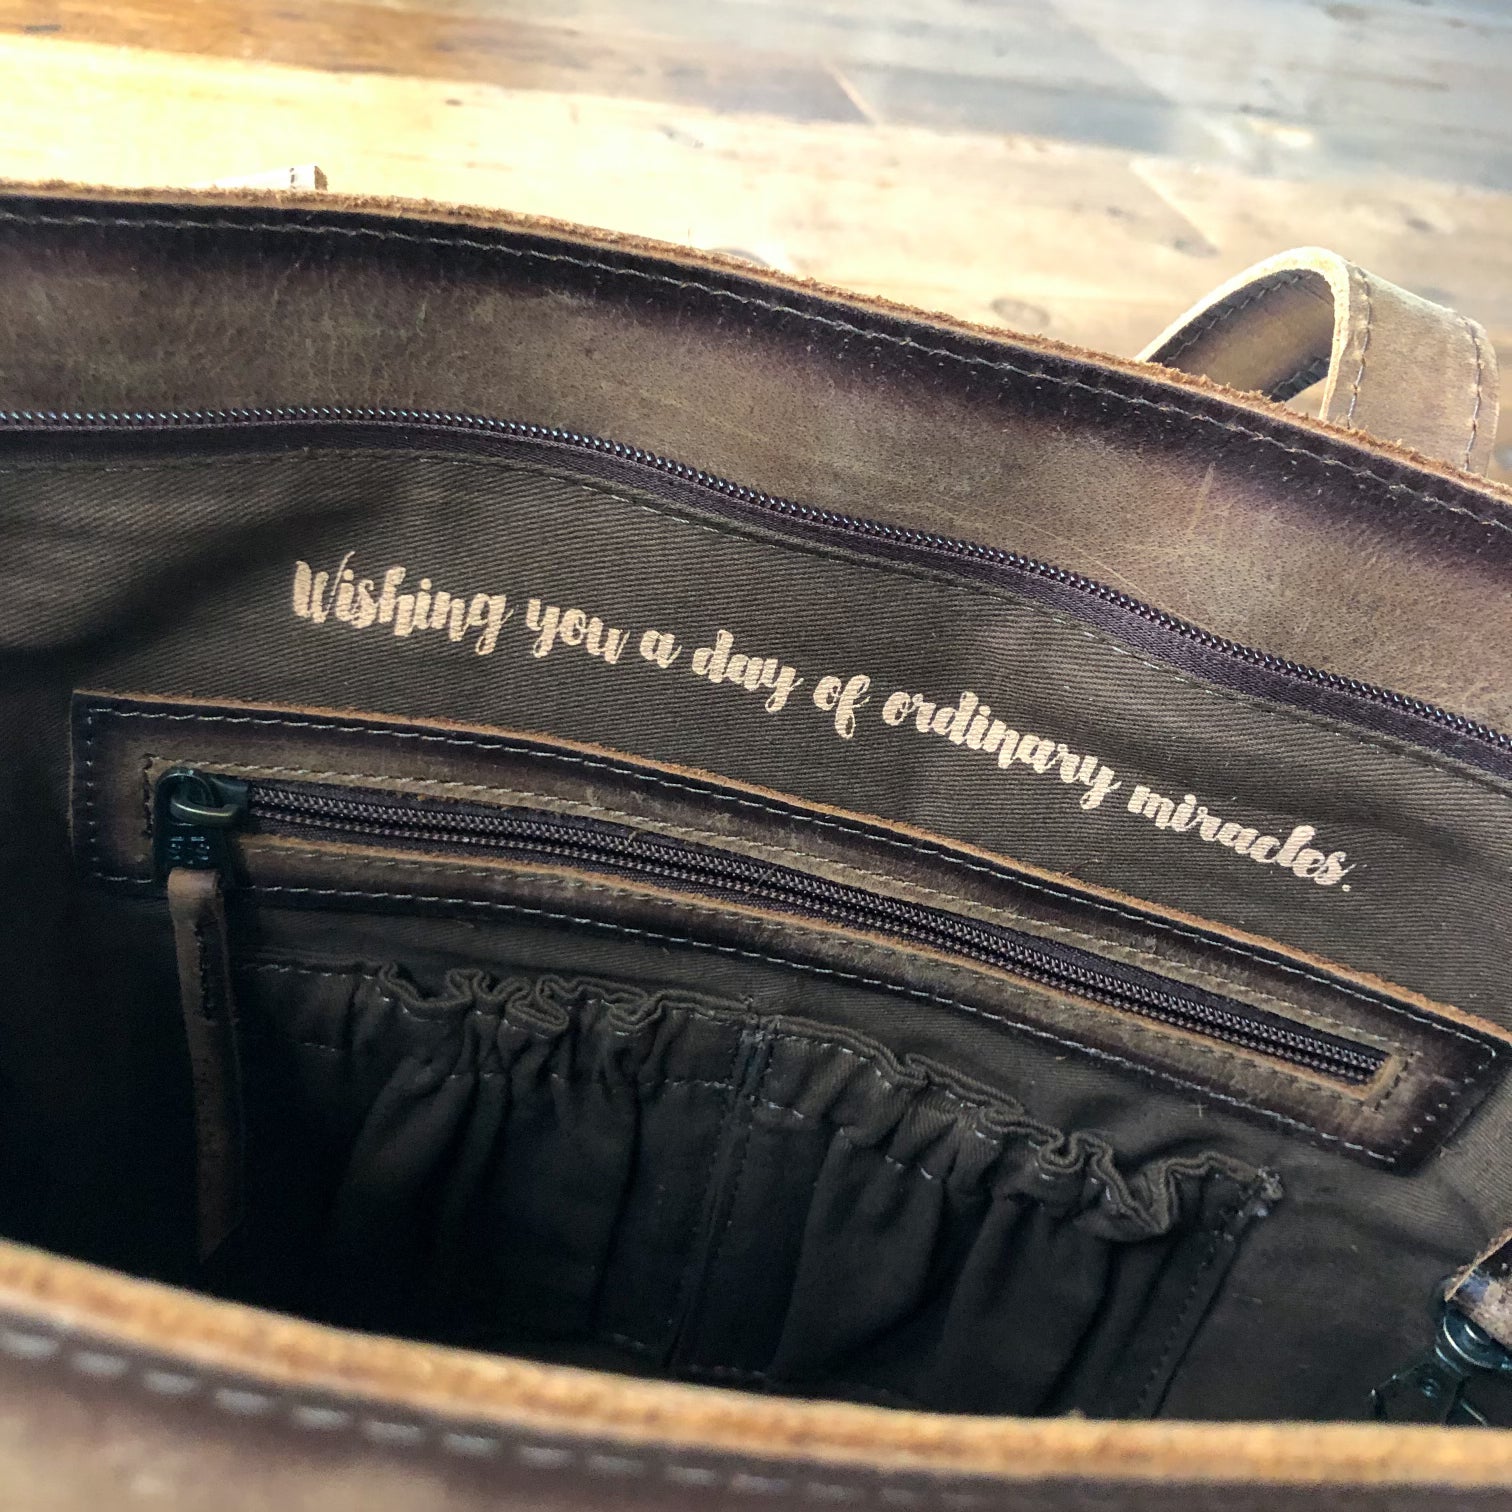 Wishing you a day of ordinary miracles.